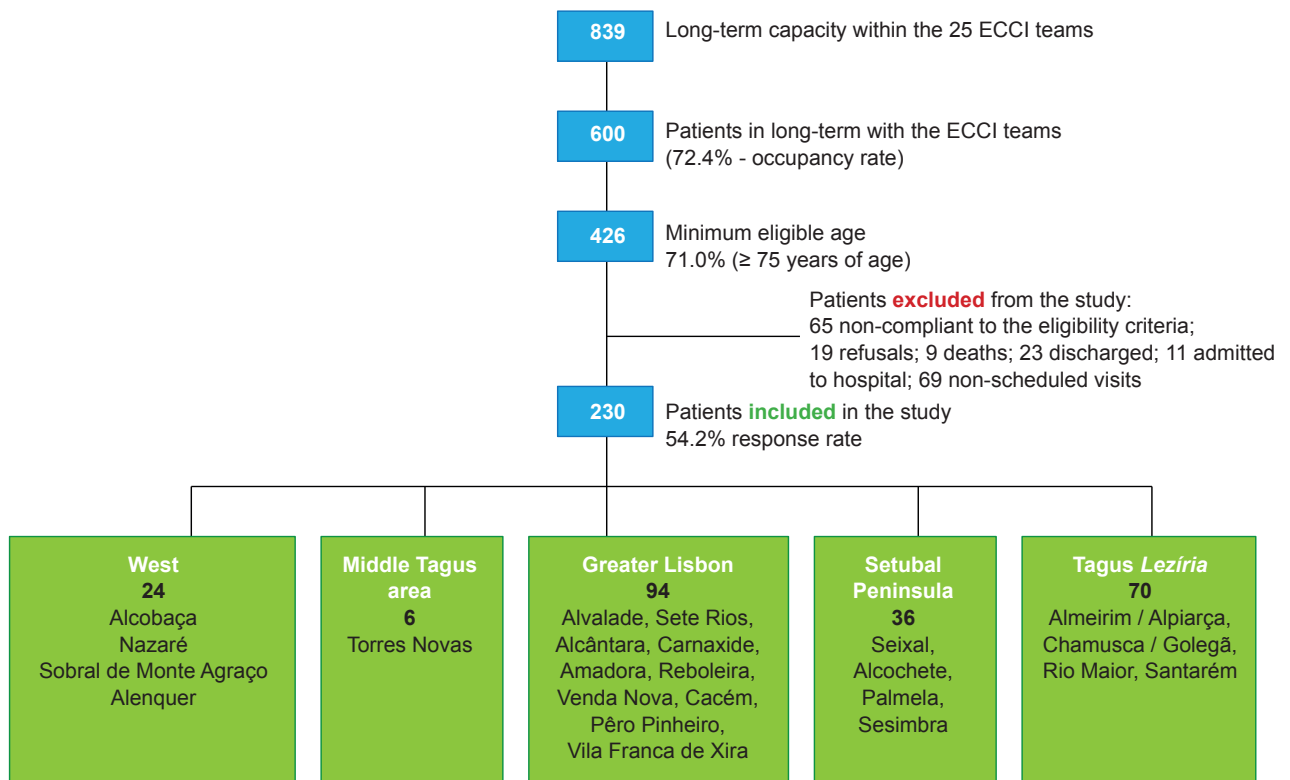 839
Long-term capacity within the 25 ECCI teams
600
Patients in long-term with the ECCI teams
(72.4% - occupancy rate)
426
Minimum eligible age
71.0% (≥ 75 years of age)
Patients excluded from the study:
65 non-compliant to the eligibility criteria;
19 refusals; 9 deaths; 23 discharged; 11 admitted
to hospital; 69 non-scheduled visits
230
Patients included in the study
54.2% response rate
West
24
Alcobaça
Nazaré
Sobral de Monte Agraço
Alenquer
Middle Tagus
area
6
Torres Novas
Greater Lisbon
94
Alvalade, Sete Rios,
Alcântara, Carnaxide,
Amadora, Reboleira,
Venda Nova, Cacém,
Pêro Pinheiro,
Vila Franca de Xira
Setubal
Peninsula
36
Seixal,
Alcochete,
Palmela,
Sesimbra
Tagus Lezíria
70
Almeirim / Alpiarça,
Chamusca / Golegã,
Rio Maior, Santarém